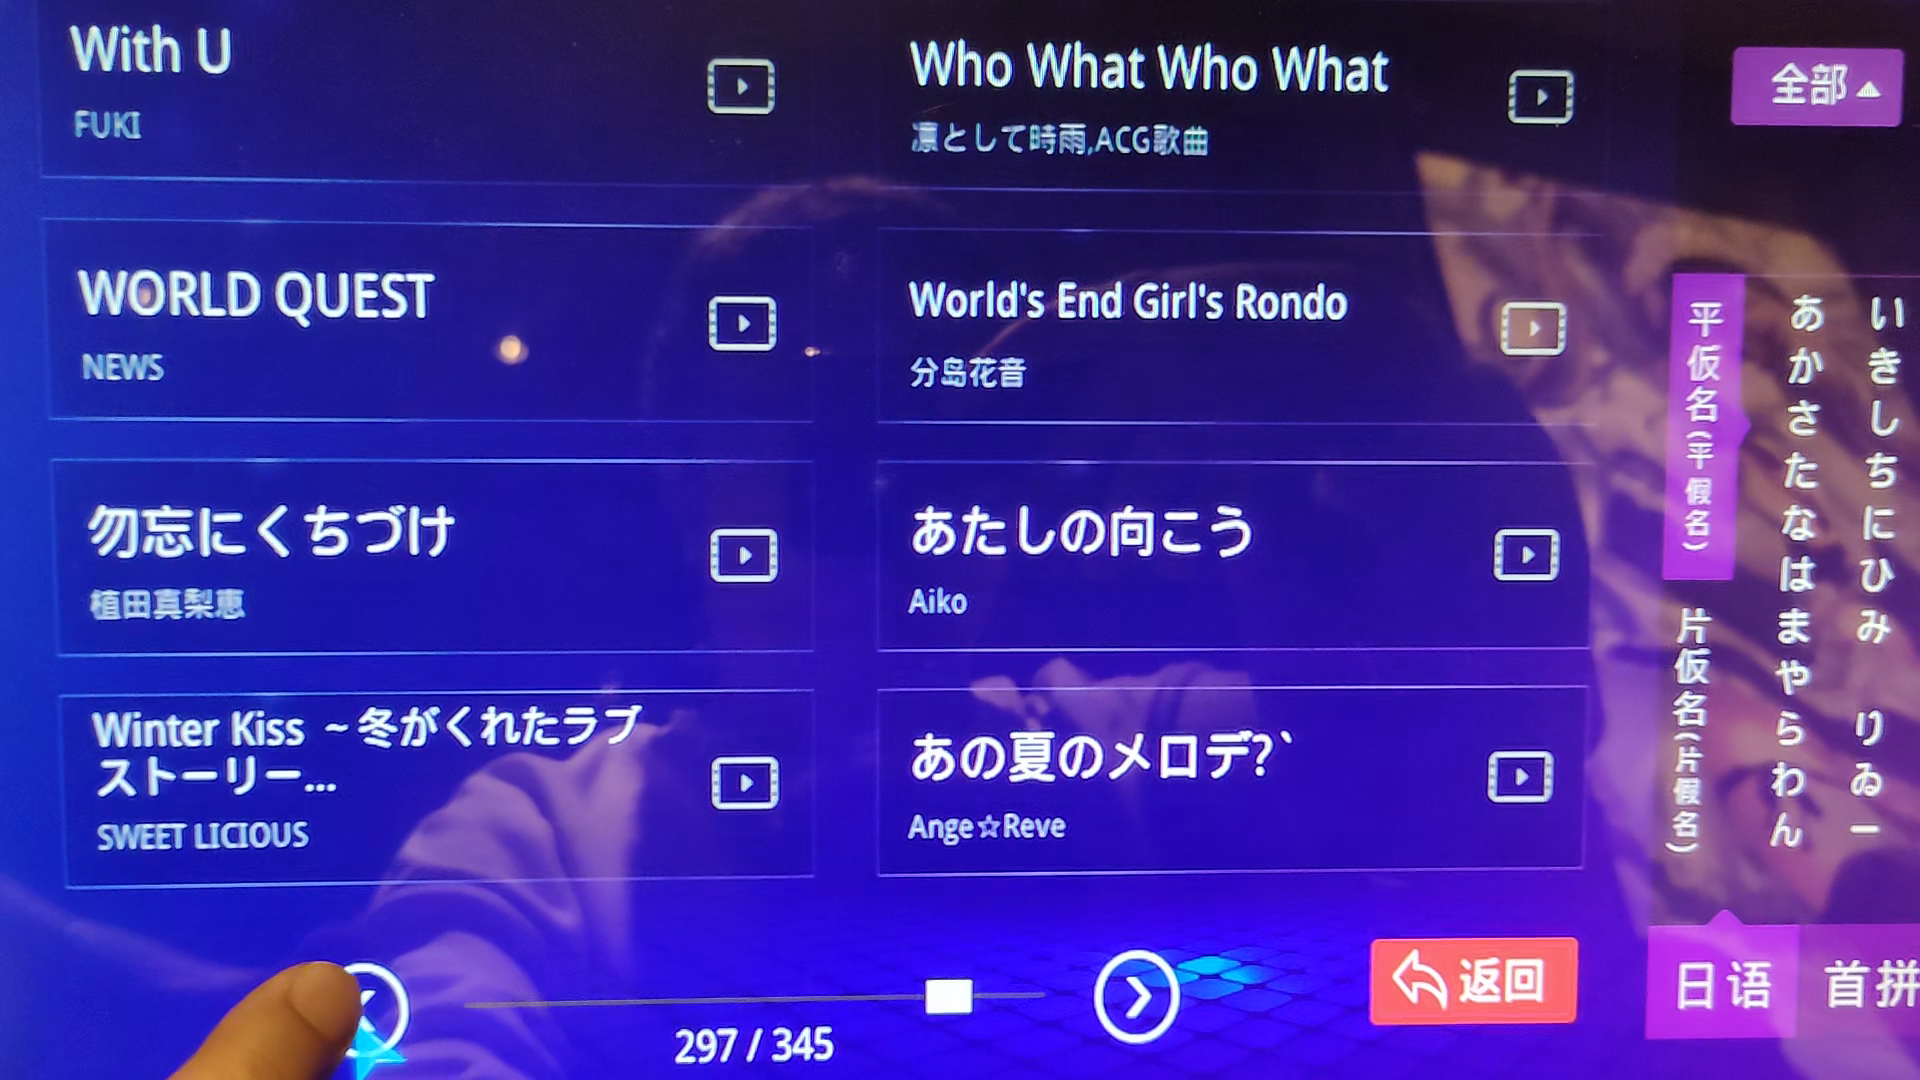 With U
FUKI
Who What Who What
凛として時雨,ACG歌曲
全部
WORLD QUEST
NEWS
World's End Girl's Rondo
分島花音
勿忘にくちづけ
植田真梨恵
あたしの向こう
Aiko
Winter Kiss ～冬がくれたラブ
ストーリー...
SWEET LICIOUS
あの夏のメロデ?`
Ange☆Reve
平仮名(平假名)
片仮名(片假名)
あかさたなはまやらわん
いきしちにひみ りゐー
297 / 345
返回
日语
首拼